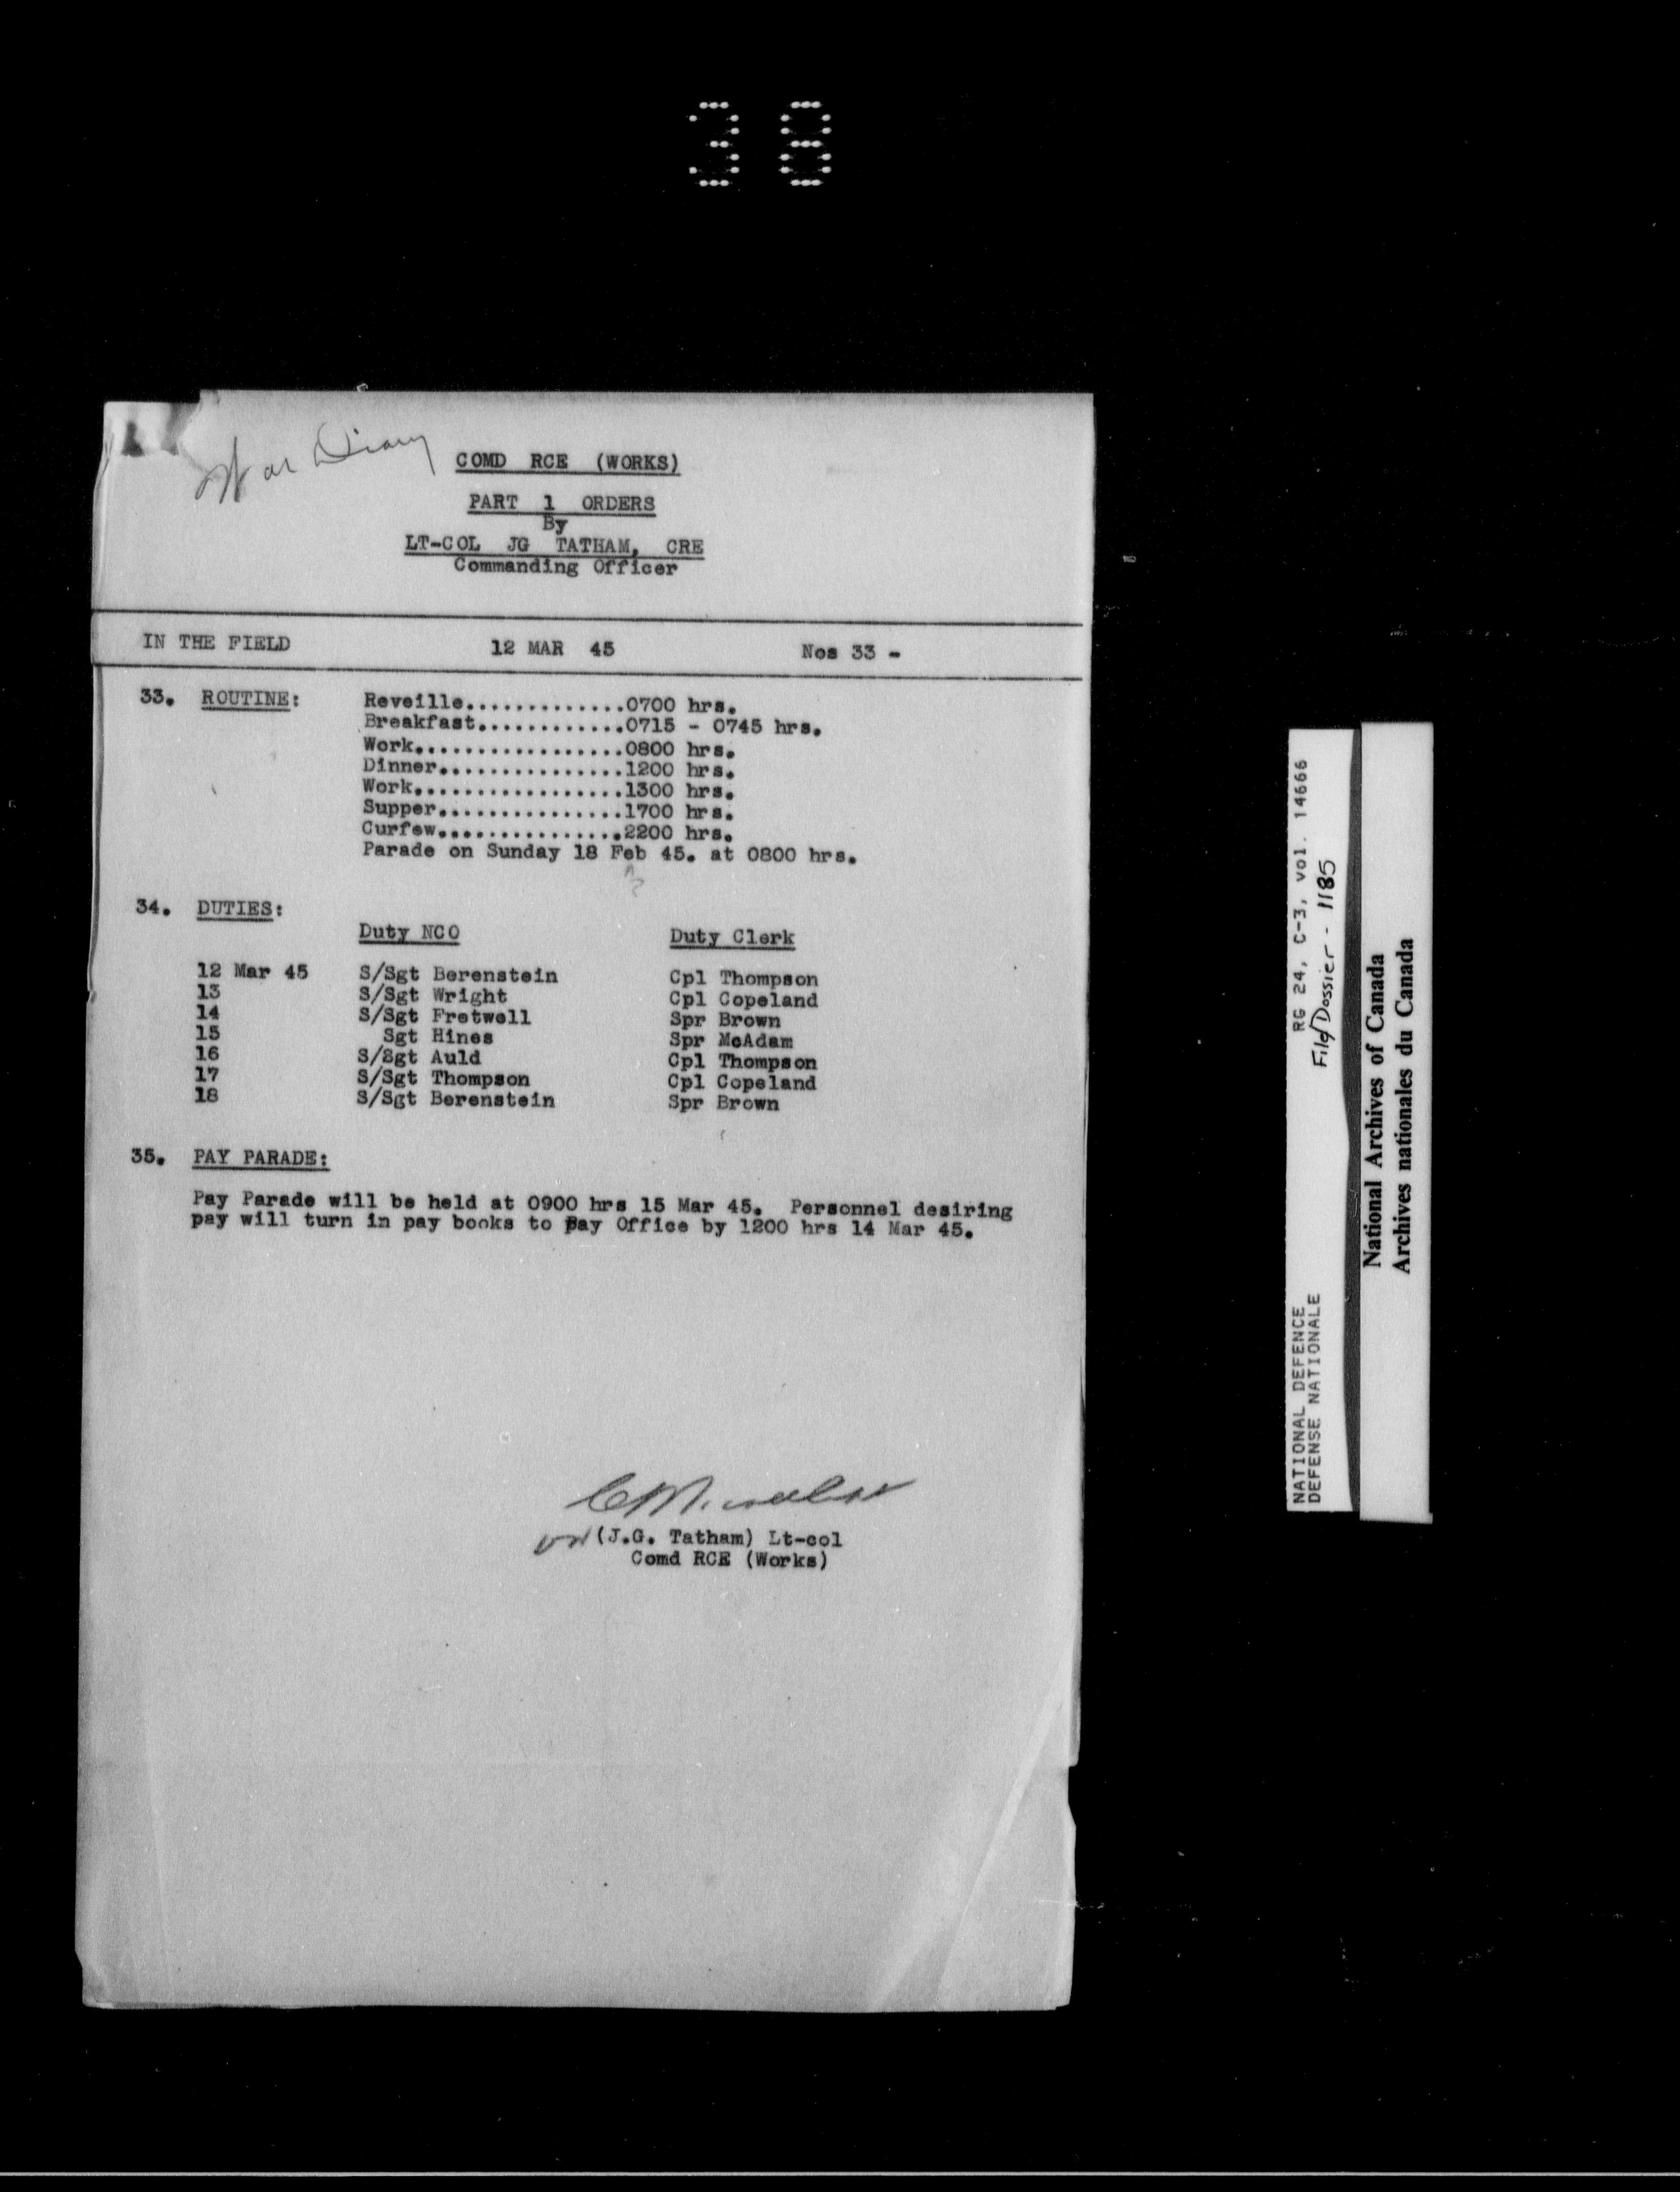 38
War Diary
COMD RCE (WORKS)
PART 1 ORDERS
By
LT-COL JG TATHAM, CRE
Commanding Officer
IN THE FIELD 12 MAR 45 Nos 33 -
33. ROUTINE: Reveille.............0700 hrs.
Breakfast............0715 - 0745 hrs.
Work.................0800 hrs.
Dinner...............1200 hrs.
Work.................1300 hrs.
Supper...............1700 hrs.
Curfew...............2200 hrs.
Parade on Sunday 18 Feb 45. at 0800 hrs.
?
34. DUTIES:
Duty NCO Duty Clerk
12 Mar 45 S/Sgt Berenstein Cpl Thompson
13 S/Sgt Wright Cpl Copeland
14 S/Sgt Fretwell Spr Brown
15 Sgt Hines Spr McAdam
16 S/Sgt Auld Cpl Thompson
17 S/Sgt Thompson Cpl Copeland
18 S/Sgt Berenstein Spr Brown
35. PAY PARADE:
Pay Parade will be held at 0900 hrs 15 Mar 45. Personnel desiring
pay will turn in pay books to Pay Office by 1200 hrs 14 Mar 45.
(J.G. Tatham) Lt-col
Comd RCE (Works)
NATIONAL DEFENCE RG 24, C-3, vol. 14666
DEFENSE NATIONALE File/Dossier - 1185
National Archives of Canada
Archives nationales du Canada